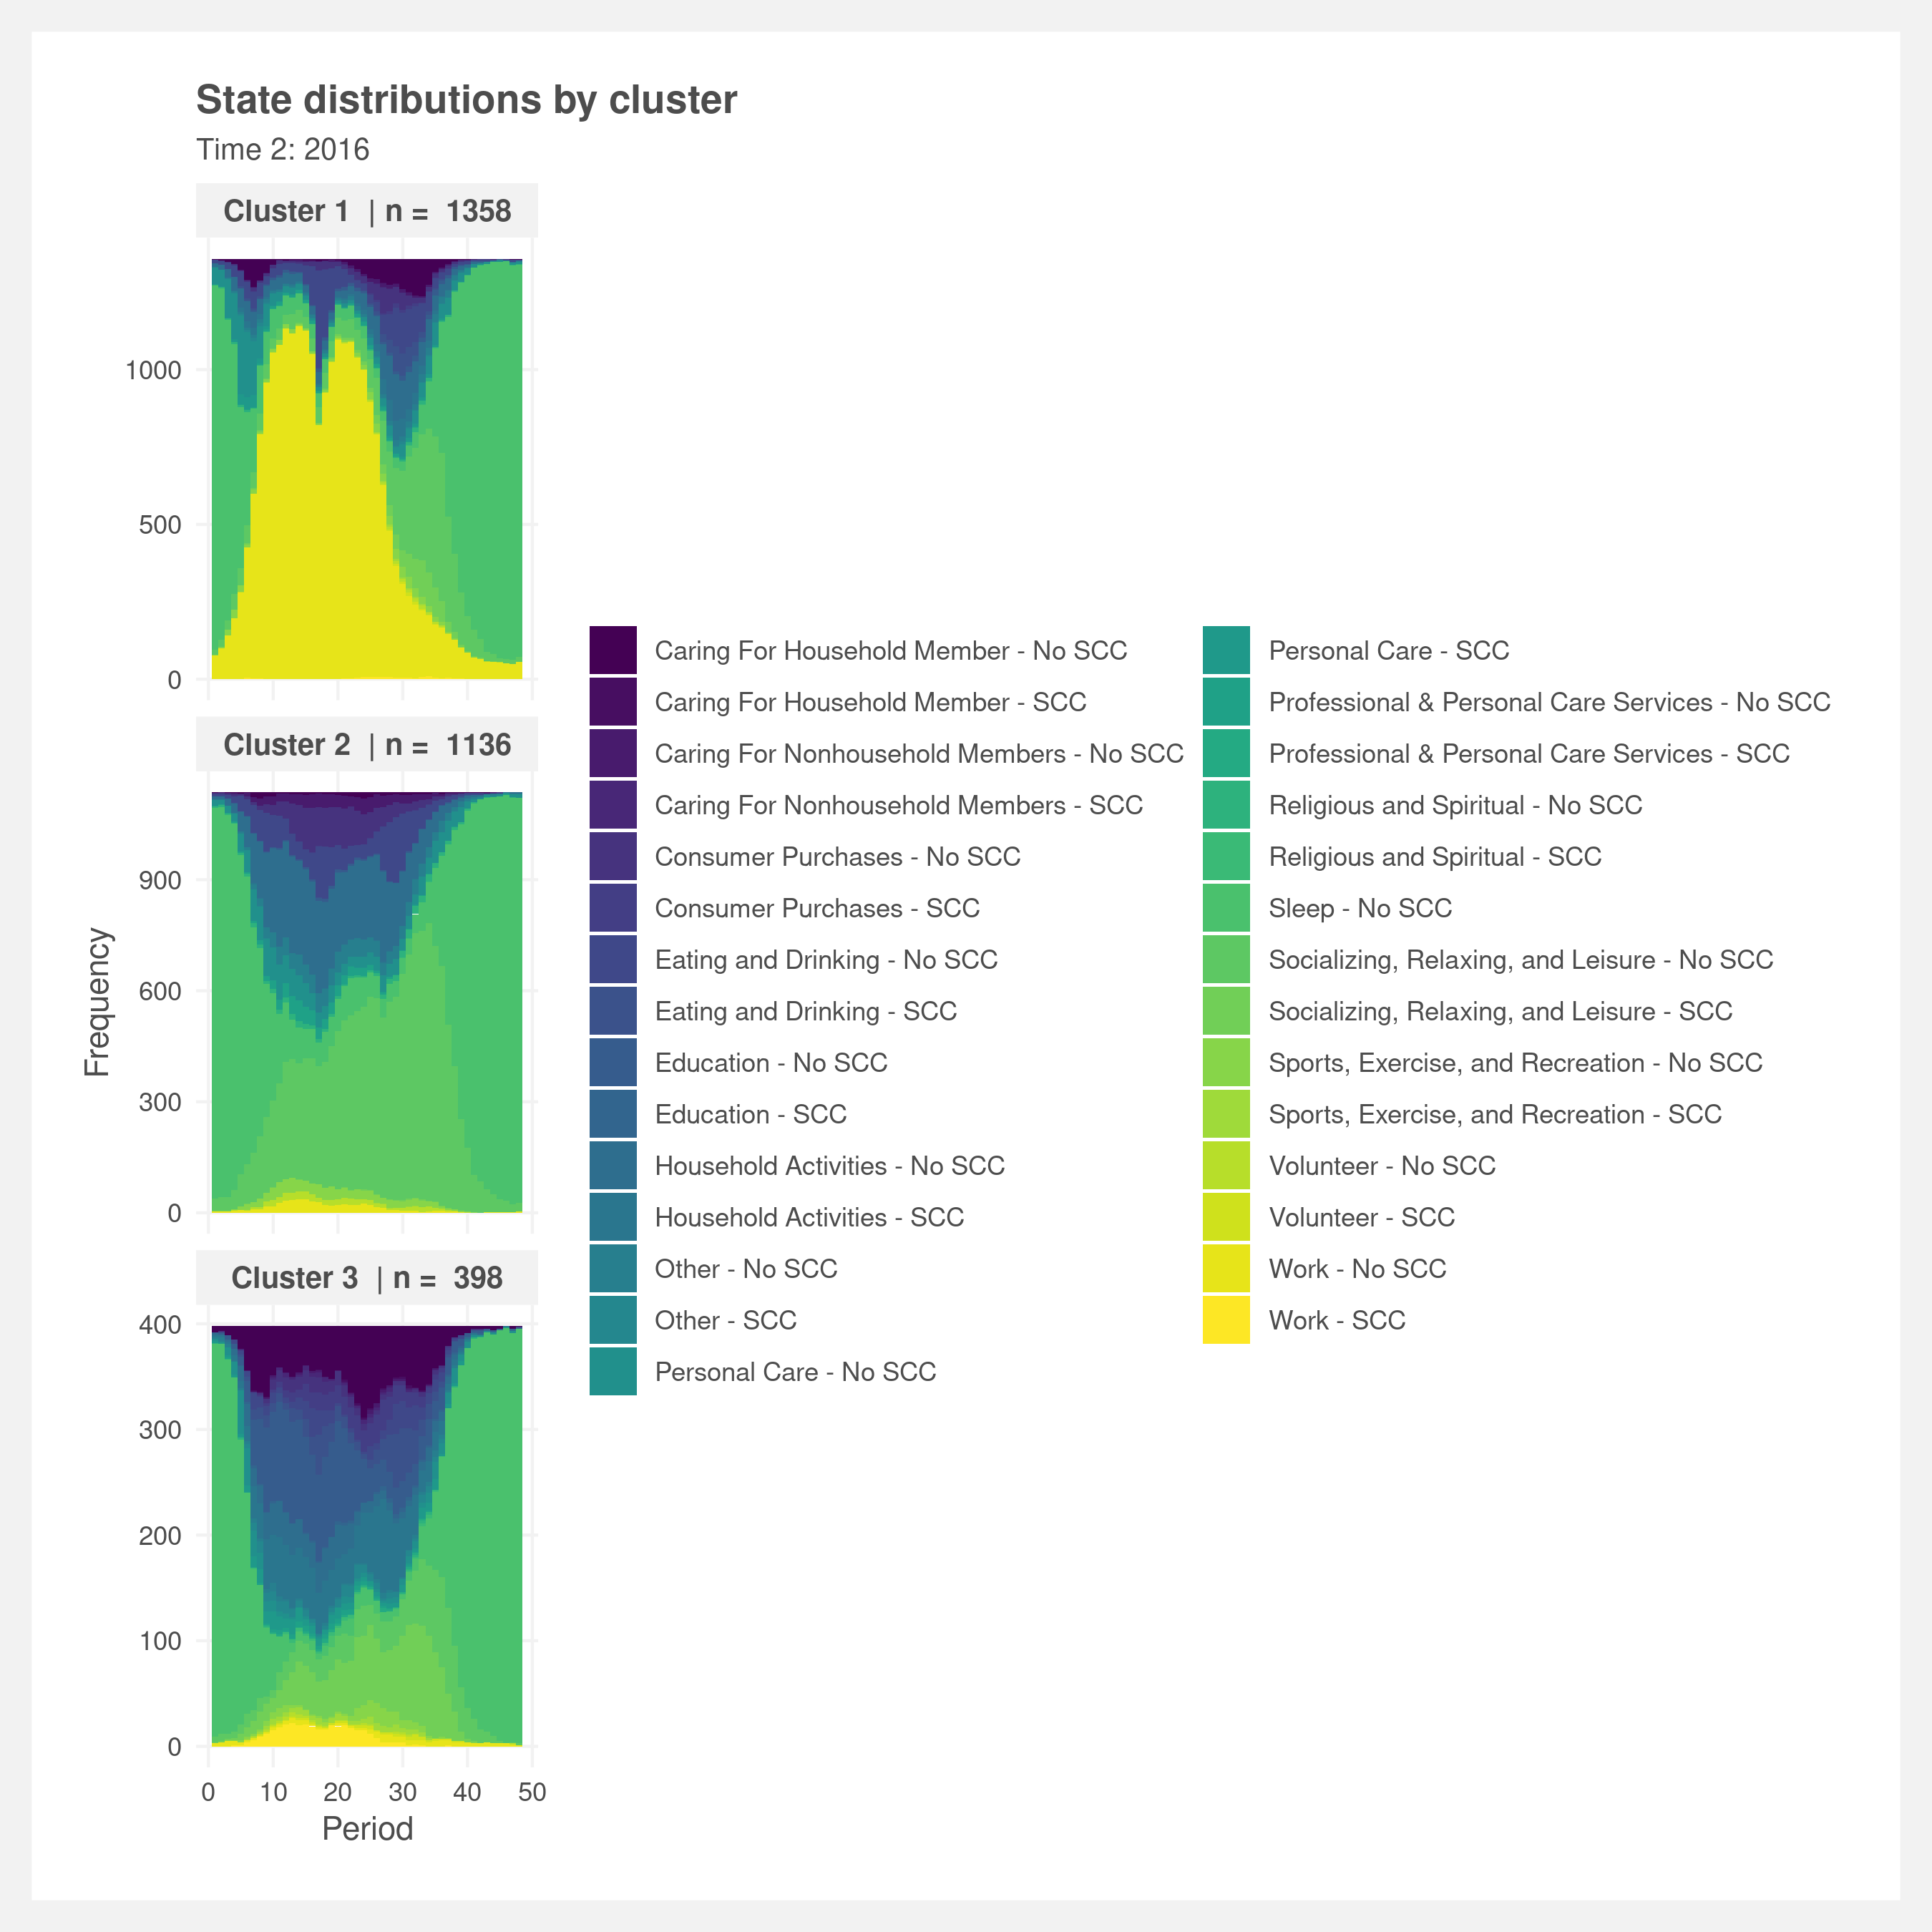 State distributions by cluster
Time 2: 2016
Cluster 1 | n = 1358
1000
500
0
Cluster 2 | n = 1136
900
600
300
0
Cluster 3 | n = 398
400
300
200
100
0
0 10 20 30 40 50
Period
Frequency
Caring For Household Member - No SCC
Caring For Household Member - SCC
Caring For Nonhousehold Members - No SCC
Caring For Nonhousehold Members - SCC
Consumer Purchases - No SCC
Consumer Purchases - SCC
Eating and Drinking - No SCC
Eating and Drinking - SCC
Education - No SCC
Education - SCC
Household Activities - No SCC
Household Activities - SCC
Other - No SCC
Other - SCC
Personal Care - No SCC
Personal Care - SCC
Professional & Personal Care Services - No SCC
Professional & Personal Care Services - SCC
Religious and Spiritual - No SCC
Religious and Spiritual - SCC
Sleep - No SCC
Socializing, Relaxing, and Leisure - No SCC
Socializing, Relaxing, and Leisure - SCC
Sports, Exercise, and Recreation - No SCC
Sports, Exercise, and Recreation - SCC
Volunteer - No SCC
Volunteer - SCC
Work - No SCC
Work - SCC